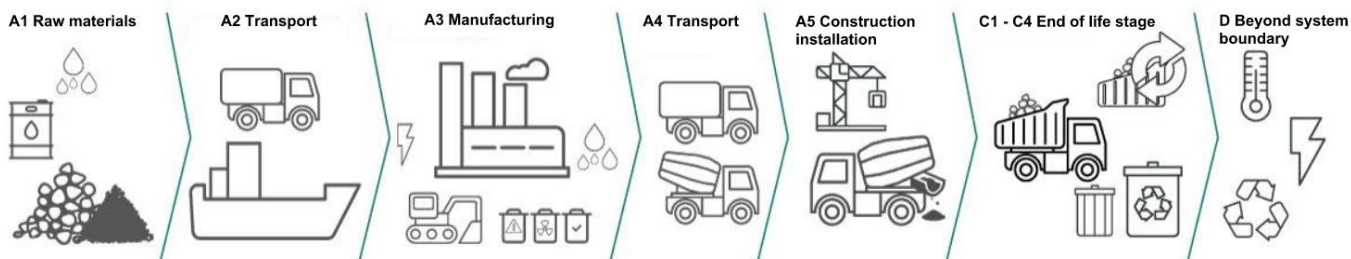 A1 Raw materials
A2 Transport
A3 Manufacturing
A4 Transport
A5 Construction
installation
C1 - C4 End of life stage
D Beyond system
boundary